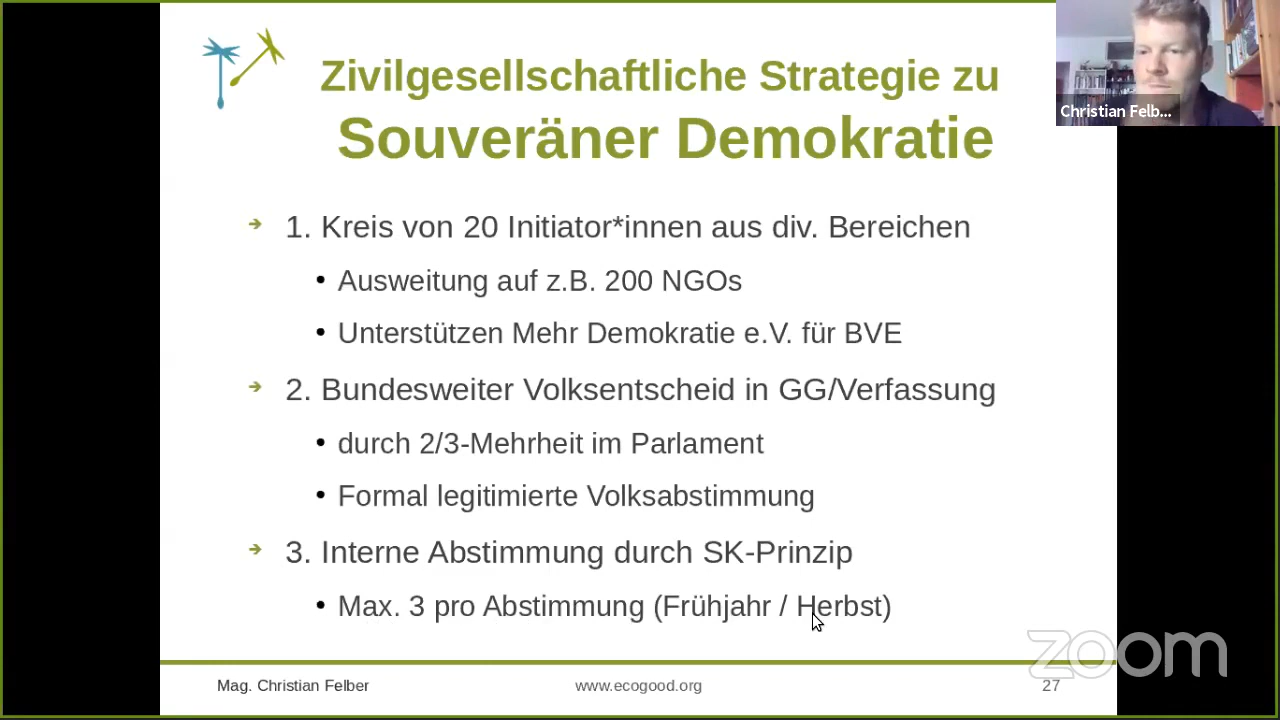 Zivilgesellschaftliche Strategie zu
Souveräner Demokratie
Christian Felb...
1. Kreis von 20 Initiator*innen aus div. Bereichen
Ausweitung auf z.B. 200 NGOs
Unterstützen Mehr Demokratie e.V. für BVE
2. Bundesweiter Volksentscheid in GG/Verfassung
durch 2/3-Mehrheit im Parlament
Formal legitimierte Volksabstimmung
3. Interne Abstimmung durch SK-Prinzip
Max. 3 pro Abstimmung (Frühjahr / Herbst)
zoom
Mag. Christian Felber
www.ecogood.org
27